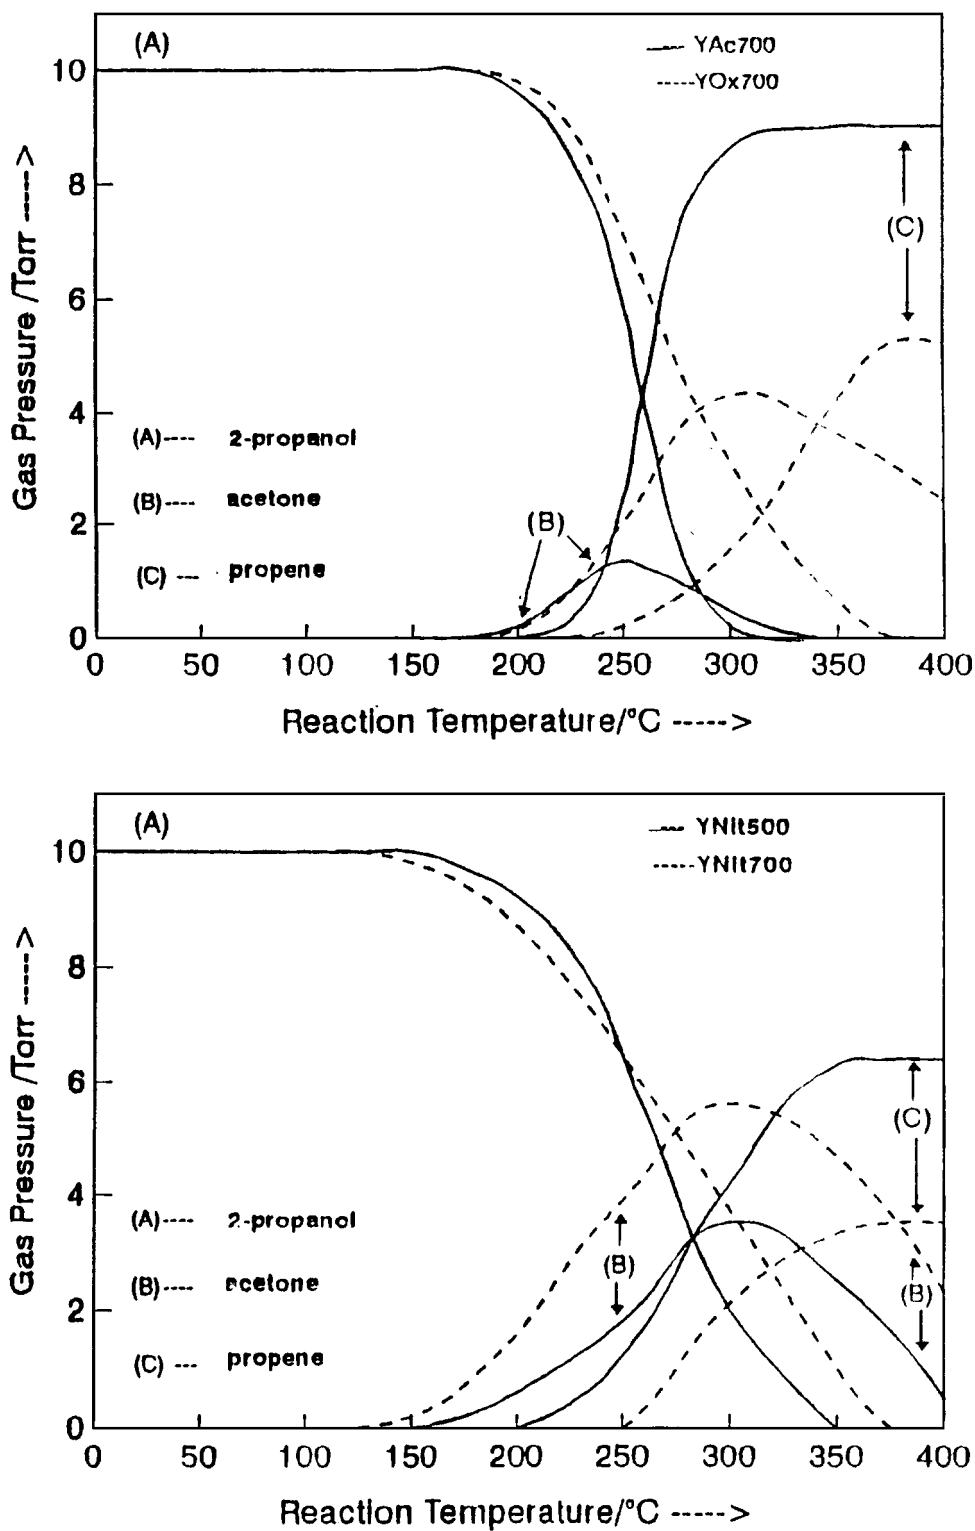 (A)
YAc700
YOx700
10
8
6
4
2
0
Gas Pressure /Torr ----->
(C)
(B)
(A)---- 2-propanol
(B)---- acetone
(C) --- propene
0 50 100 150 200 250 300 350 400
Reaction Temperature/°C ----->
(A)
YNit500
YNit700
10
8
6
4
2
0
Gas Pressure /Torr ----->
(C)
(B)
(B)
(A)---- 2-propanol
(B)---- acetone
(C) --- propene
0 50 100 150 200 250 300 350 400
Reaction Temperature/°C ----->